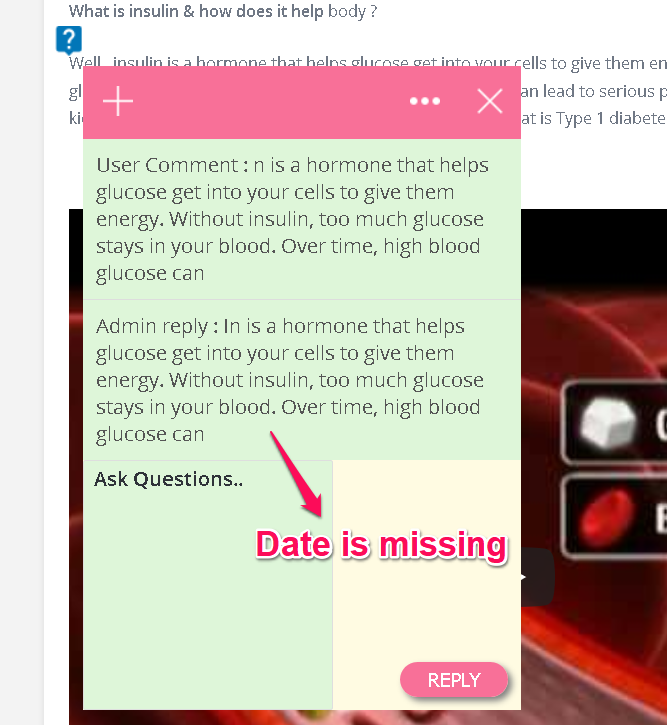 What is insulin & how does it help body ?
?
Well, insulin is a hormone that helps glucose get into your cells to give them en
gl an lead to serious p
ki at is Type 1 diabete
User Comment : n is a hormone that helps
glucose get into your cells to give them
energy. Without insulin, too much glucose
stays in your blood. Over time, high blood
glucose can
Admin reply : In is a hormone that helps
glucose get into your cells to give them
energy. Without insulin, too much glucose
stays in your blood. Over time, high blood
glucose can
Ask Questions..
Date is missing
REPLY